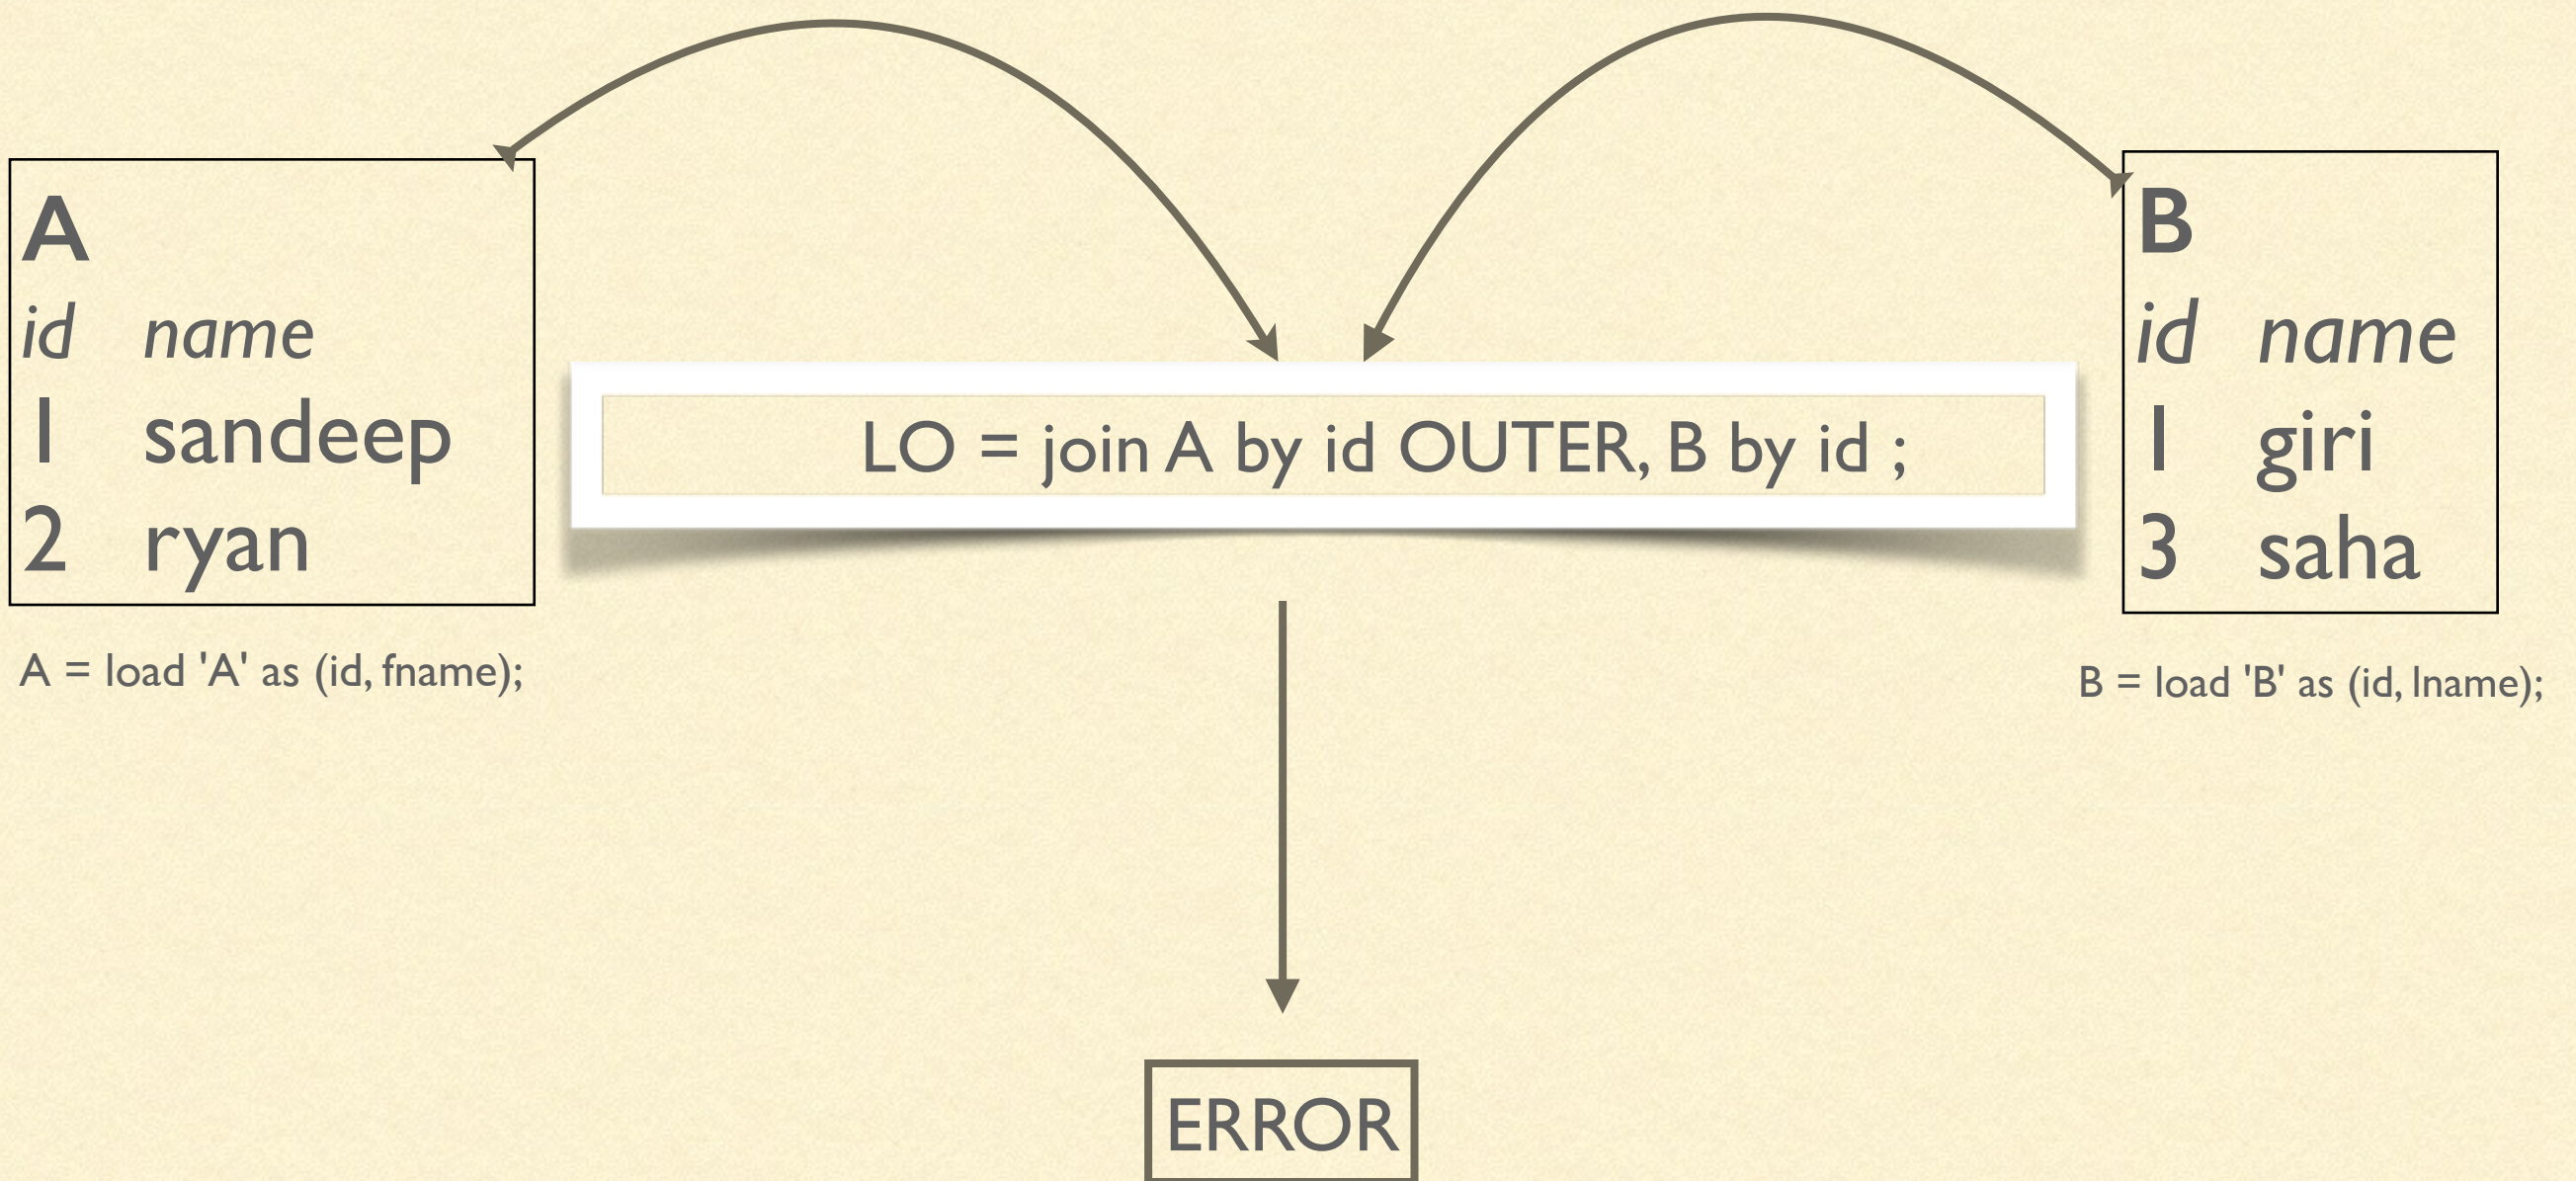 A
id name
1 sandeep
2 ryan
A = load 'A' as (id, fname);
LO = join A by id OUTER, B by id ;
B
id name
1 giri
3 saha
B = load 'B' as (id, lname);
ERROR